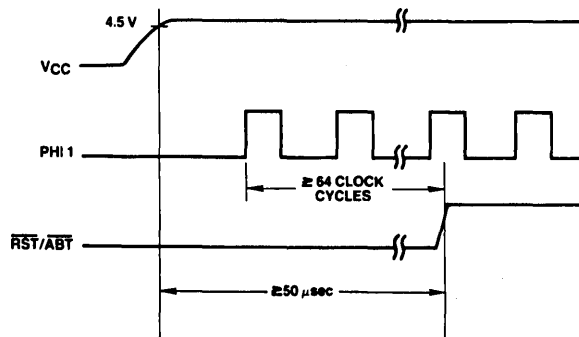 4.5 V
VCC
PHI 1
≥ 64 CLOCK
CYCLES
RST/ABT
≥50 μsec